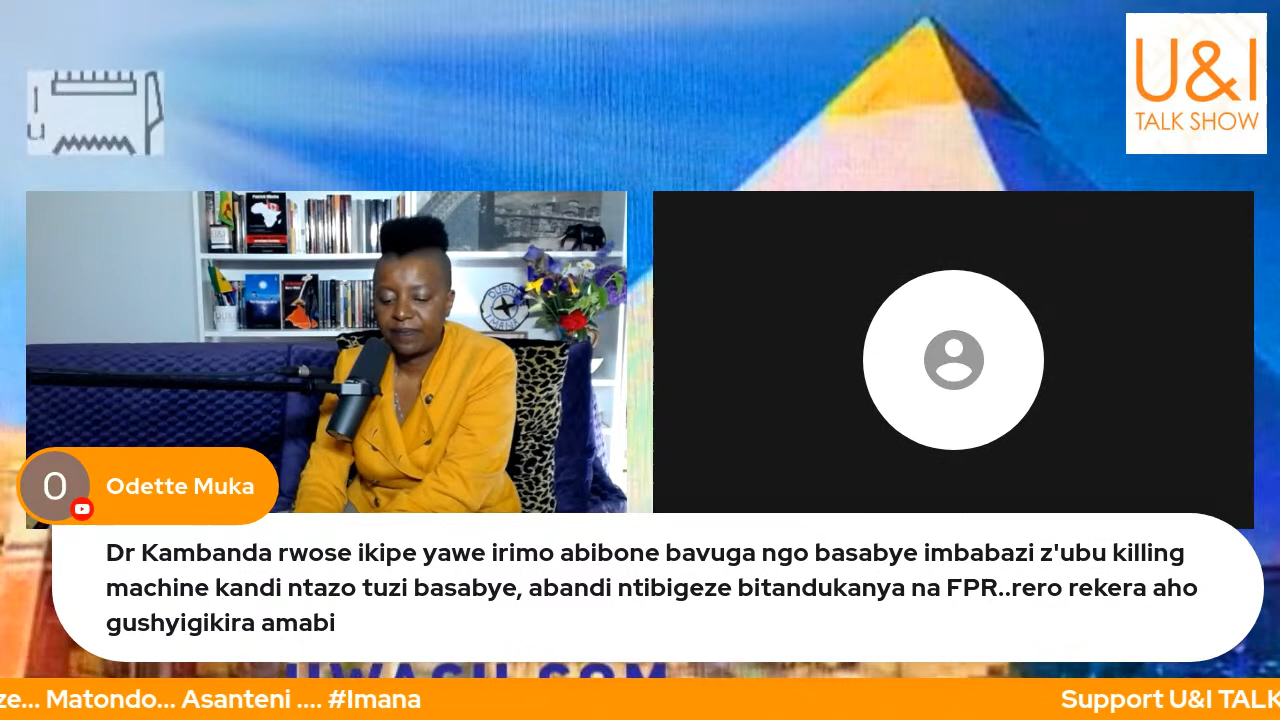 U&I
TALK SHOW
DUSHI
IMANA
O
Odette Muka
Dr Kambanda rwose ikipe yawe irimo abibone bavuga ngo basabye imbabazi z'ubu killing
machine kandi ntazo tuzi basabye, abandi ntibigeze bitandukanya na FPR..rero rekera aho
gushyigikira amabi
ze... Matondo... Asanteni .... #Imana
Support U&I TALK